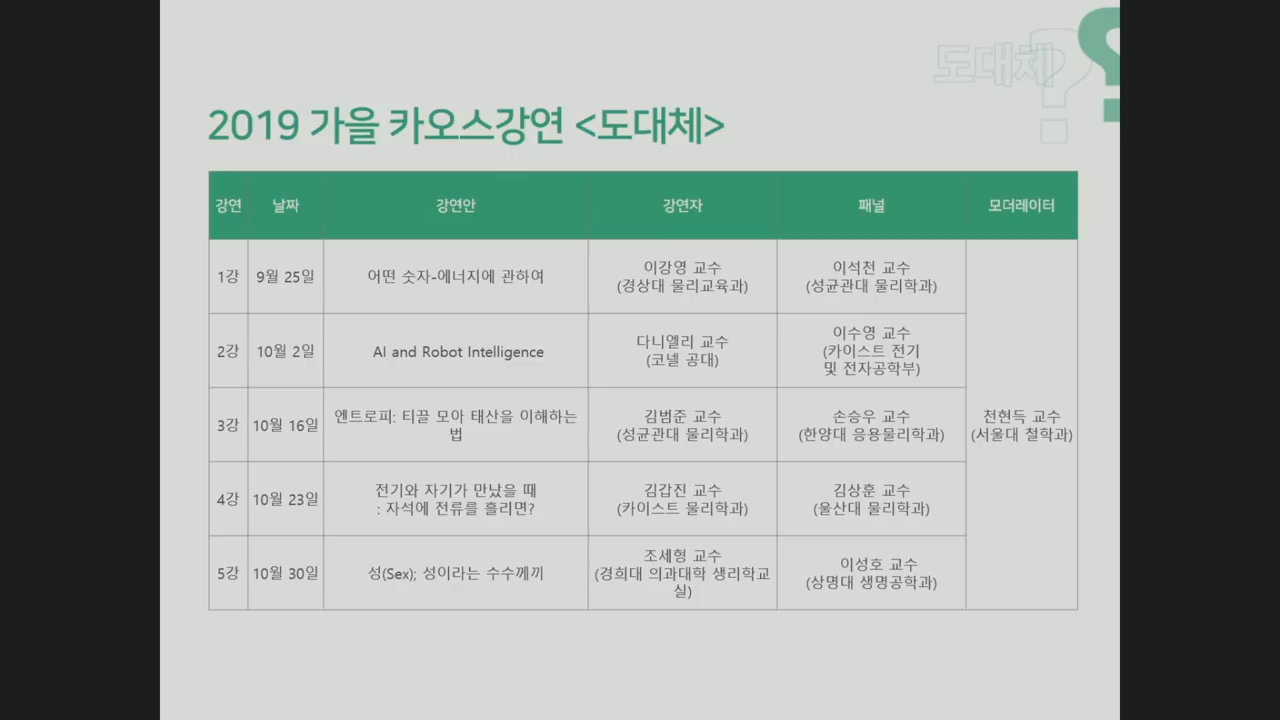 도대체
?
?
2019 가을 카오스강연 <도대체>
강연 날짜 강연안 강연자 패널 모더레이터
1강 9월 25일 어떤 숫자-에너지에 관하여 이강영 교수 (경상대 물리교육과) 이석천 교수 (성균관대 물리학과)
2강 10월 2일 AI and Robot Intelligence 다니엘리 교수 (코넬 공대) 이수영 교수 (카이스트 전기 및 전자공학부)
3강 10월 16일 엔트로피: 티끌 모아 태산을 이해하는 법 김범준 교수 (성균관대 물리학과) 손승우 교수 (한양대 응용물리학과) 천현득 교수 (서울대 철학과)
4강 10월 23일 전기와 자기가 만났을 때 : 자석에 전류를 흘리면? 김갑진 교수 (카이스트 물리학과) 김상훈 교수 (울산대 물리학과)
5강 10월 30일 성(Sex); 성이라는 수수께끼 조세형 교수 (경희대 의과대학 생리학교실) 이성호 교수 (상명대 생명공학과)